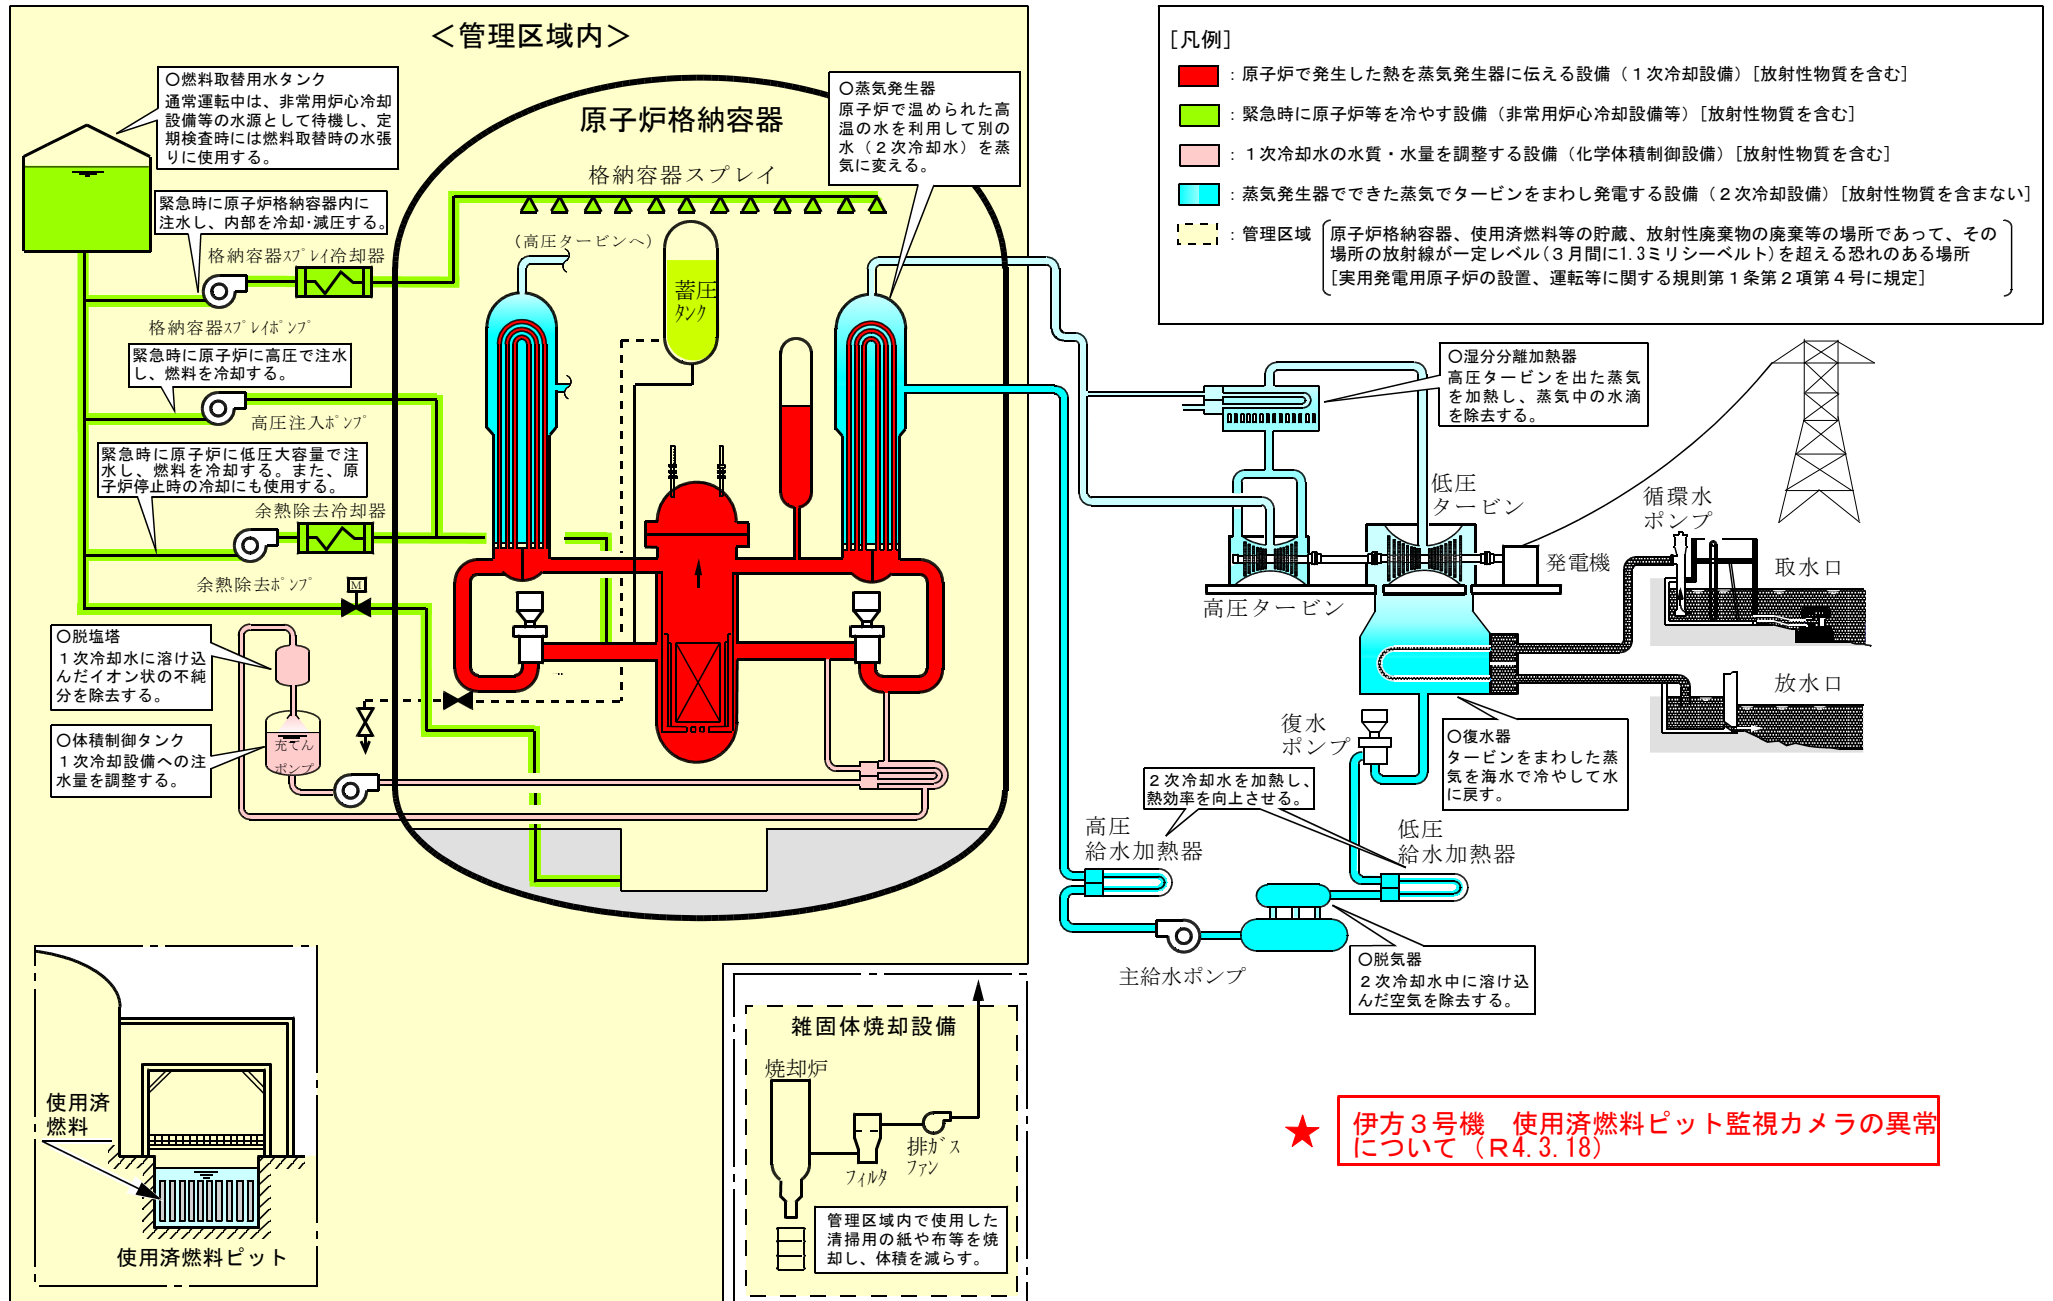 ＜管理区域内＞
○燃料取替用水タンク
通常運転中は、非常用炉心冷却
設備等の水源として待機し、定
期検査時には燃料取替時の水張
りに使用する。
緊急時に原子炉格納容器内に
注水し、内部を冷却･減圧する。
格納容器ｽﾌﾟﾚｲ冷却器
格納容器ｽﾌﾟﾚｲﾎﾟﾝﾌﾟ
緊急時に原子炉に高圧で注水
し、燃料を冷却する。
高圧注入ﾎﾟﾝﾌﾟ
緊急時に原子炉に低圧大容量で注
水し、燃料を冷却する。また、原
子炉停止時の冷却にも使用する。
余熱除去冷却器
余熱除去ﾎﾟﾝﾌﾟ
M
○脱塩塔
１次冷却水に溶け込
んだイオン状の不純
分を除去する。
○体積制御タンク
１次冷却設備への注
水量を調整する。
充てん
ポンプ
原子炉格納容器
格納容器スプレイ
（高圧タービンへ）
蓄圧
ﾀﾝｸ
○蒸気発生器
原子炉で温められた高
温の水を利用して別の
水（２次冷却水）を蒸
気に変える。
［凡例］
：原子炉で発生した熱を蒸気発生器に伝える設備（１次冷却設備）［放射性物質を含む］
：緊急時に原子炉等を冷やす設備（非常用炉心冷却設備等）［放射性物質を含む］
：１次冷却水の水質・水量を調整する設備（化学体積制御設備）［放射性物質を含む］
：蒸気発生器でできた蒸気でタービンをまわし発電する設備（２次冷却設備）［放射性物質を含まない］
：管理区域
原子炉格納容器、使用済燃料等の貯蔵、放射性廃棄物の廃棄等の場所であって、その
場所の放射線が一定レベル(３月間に1.3ミリシーベルト)を超える恐れのある場所
［実用発電用原子炉の設置、運転等に関する規則第１条第２項第４号に規定］
○湿分分離加熱器
高圧タービンを出た蒸気
を加熱し、蒸気中の水滴
を除去する。
低圧
タービン
高圧タービン
発電機
循環水
ポンプ
取水口
放水口
復水
ポンプ
○復水器
タービンをまわした蒸
気を海水で冷やして水
に戻す。
２次冷却水を加熱し、
熱効率を向上させる。
高圧
給水加熱器
低圧
給水加熱器
主給水ポンプ
○脱気器
２次冷却水中に溶け込
んだ空気を除去する。
使用済
燃料
使用済燃料ピット
雑固体焼却設備
焼却炉
フィルタ
排ｶﾞｽ
ファン
管理区域内で使用した
清掃用の紙や布等を焼
却し、体積を減らす。
★ 伊方３号機　使用済燃料ピット監視カメラの異常
について（R4.3.18）